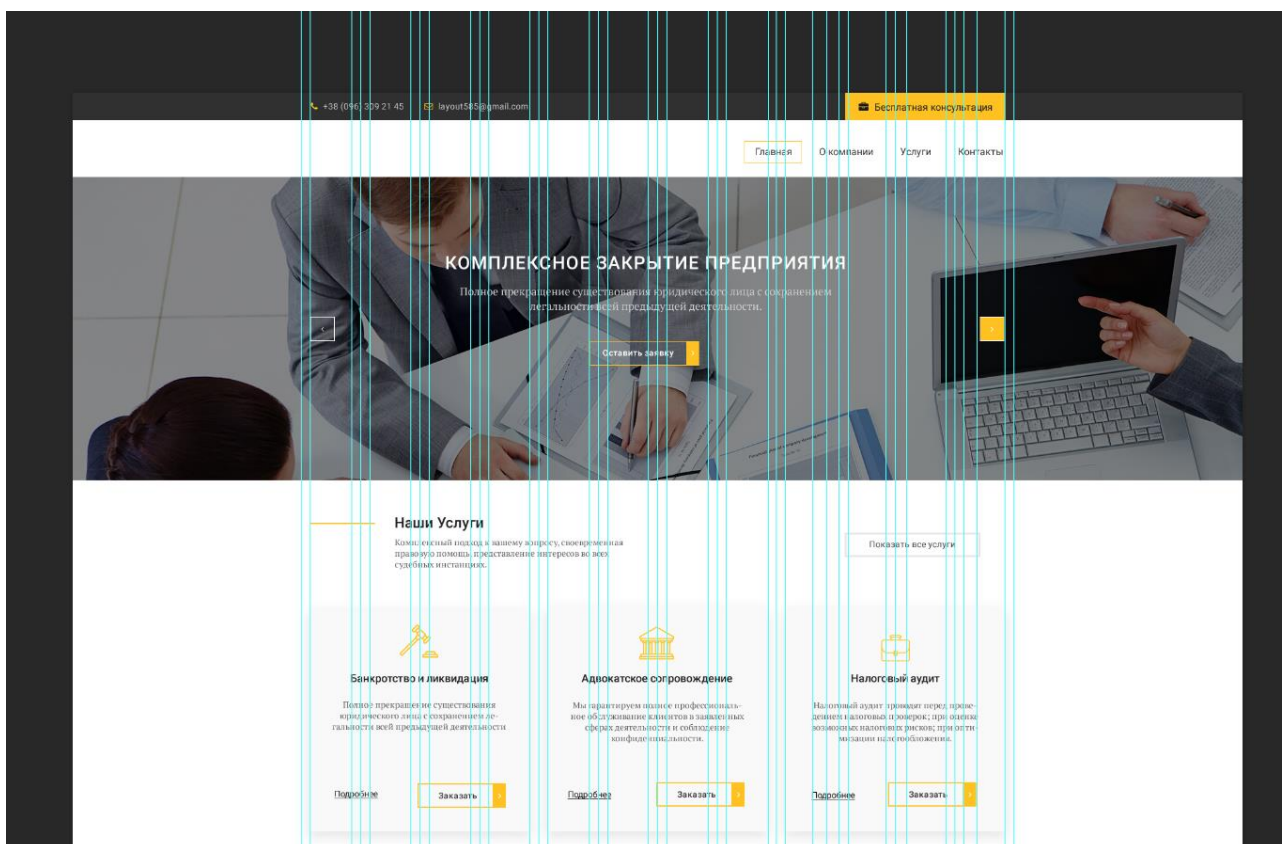 +38 (096) 309 21 45
layout585@gmail.com
Бесплатная консультация
Главная
О компании
Услуги
Контакты
КОМПЛЕКСНОЕ ЗАКРЫТИЕ ПРЕДПРИЯТИЯ
Полное прекращение существования юридического лица с сохранением
легальности всей предыдущей деятельности.
Оставить заявку
Наши Услуги
Комплексный подход к вашему вопросу, своевременная
правовую помощь, представление интересов во всех
судебных инстанциях.
Показать все услуги
Банкротство и ликвидация
Полное прекращение существования
юридического лица с сохранением ле-
гальности всей предыдущей деятельности
Подробнее
Заказать
Адвокатское сопровождение
Мы гарантируем полное профессиональ-
ное обслуживание клиентов в заявленных
сферах деятельности и соблюдение
конфиденциальности.
Подробнее
Заказать
Налоговый аудит
Налоговый аудит проводят перед прове-
дением налоговых проверок; при оценке
возможных налоговых рисков; при опти-
мизации налогообложения.
Подробнее
Заказать